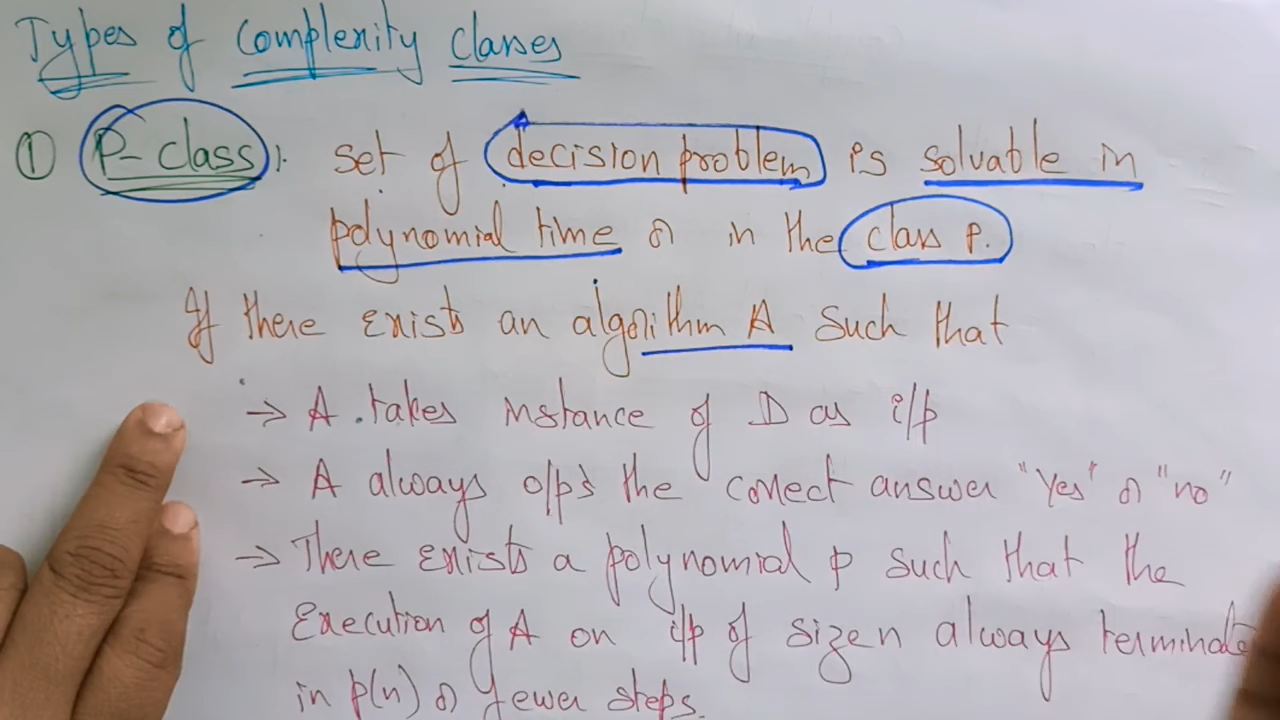 Types of Complexity Classes
① P-class: set of decision problem is solvable in
polynomial time or in the class p.
If there exists an algorithm A such that
→ A takes instance of D as i/p
→ A always o/p's the correct answer "Yes" or "no"
→ There exists a polynomial p such that the
Execution of A on i/p of size n always terminate
in p(n) or fewer steps.